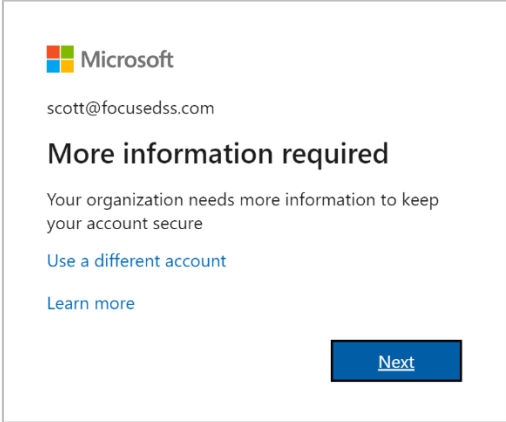 Microsoft
scott@focusedss.com
More information required
Your organization needs more information to keep
your account secure
Use a different account
Learn more
Next